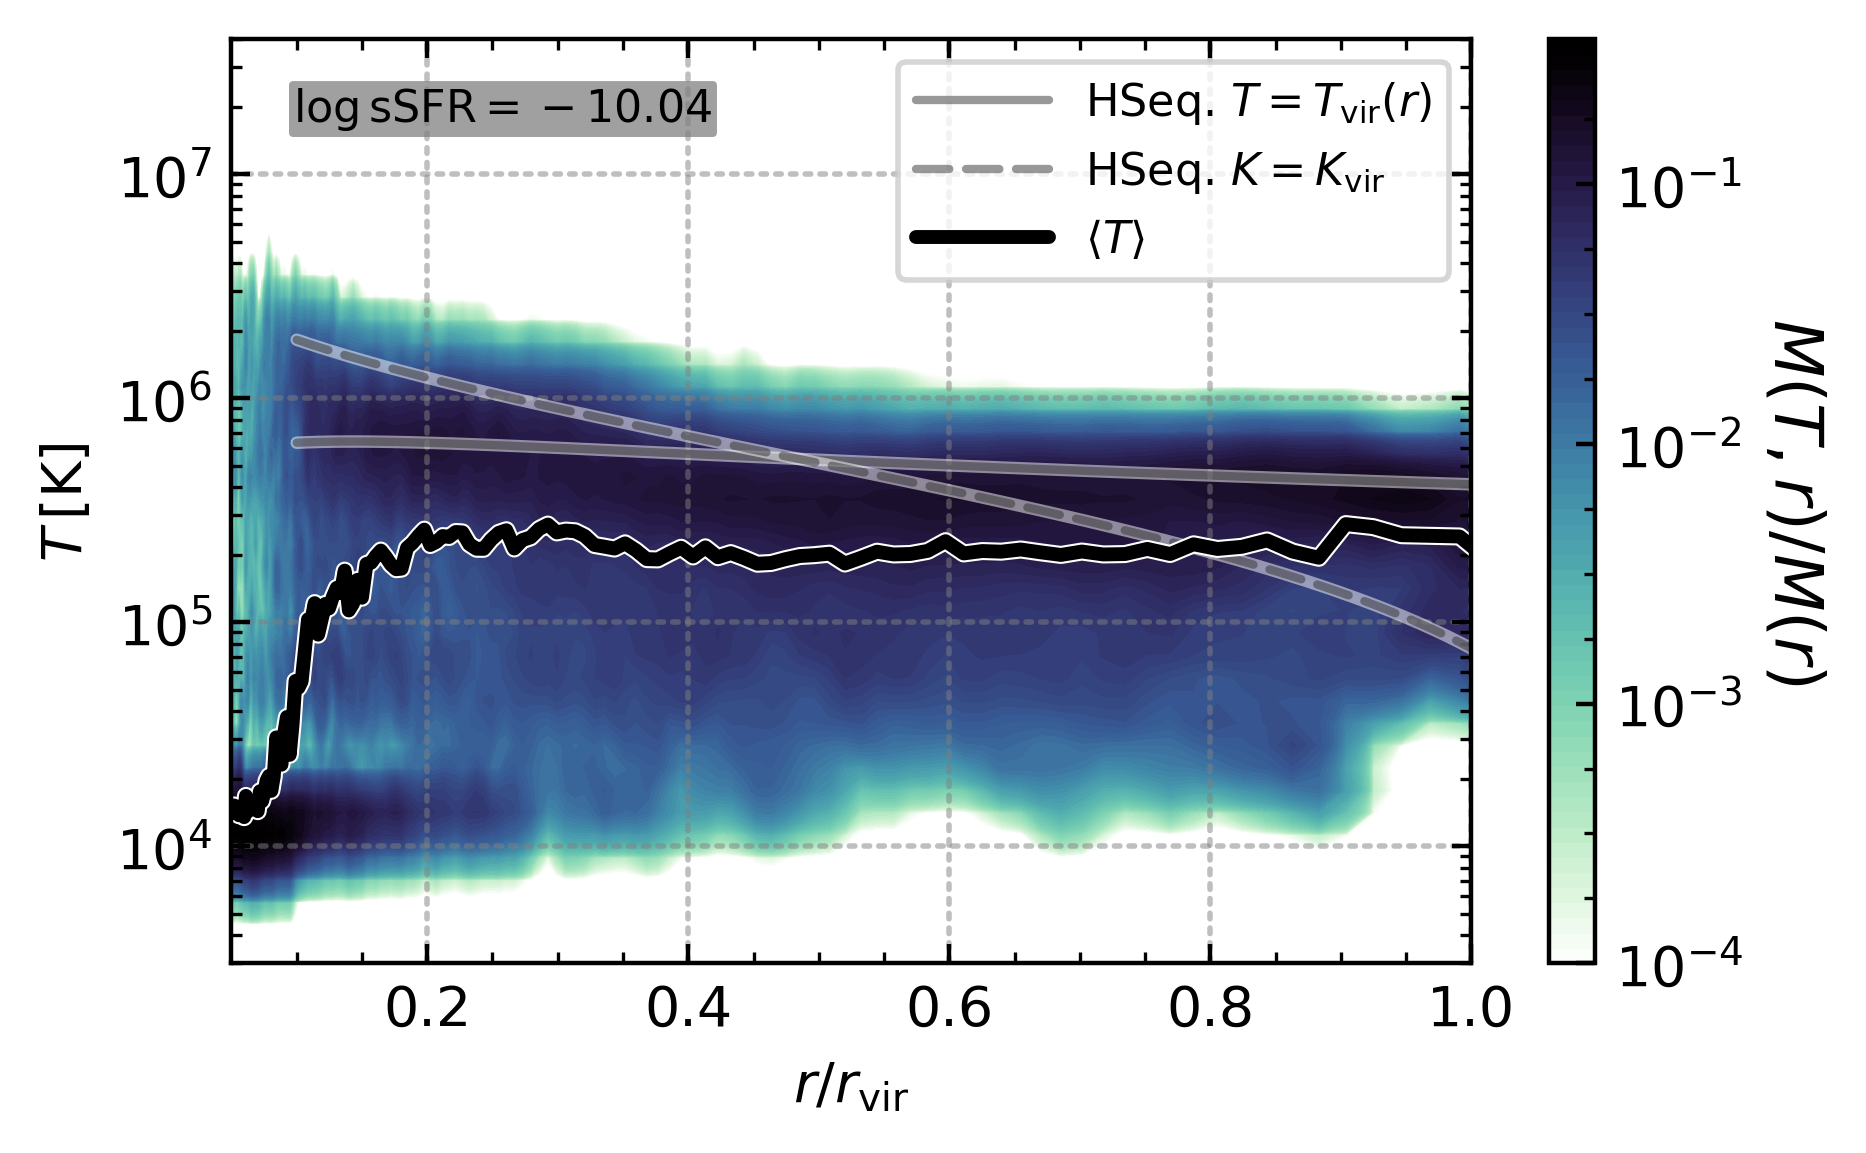 log sSFR = −10.04
HSeq. T = T_vir(r)
HSeq. K = K_vir
⟨T⟩
10^7
10^6
10^5
10^4
T [K]
0.2 0.4 0.6 0.8 1.0
r/r_vir
10^−1
10^−2
10^−3
10^−4
M(T, r)/M(r)